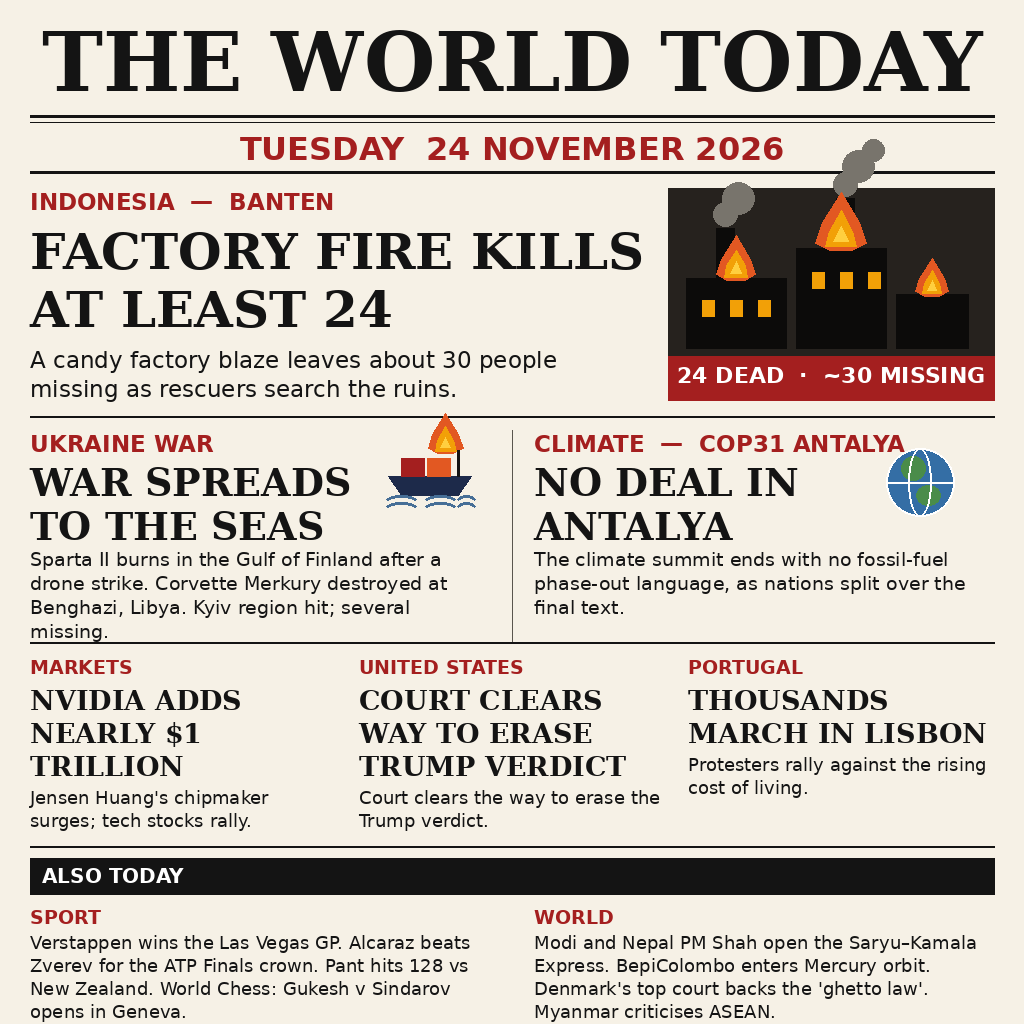 THE WORLD TODAY
TUESDAY 24 NOVEMBER 2026
INDONESIA — BANTEN
FACTORY FIRE KILLS
AT LEAST 24
A candy factory blaze leaves about 30 people
missing as rescuers search the ruins.
24 DEAD · ~30 MISSING
UKRAINE WAR
WAR SPREADS
TO THE SEAS
Sparta II burns in the Gulf of Finland after a
drone strike. Corvette Merkury destroyed at
Benghazi, Libya. Kyiv region hit; several
missing.
CLIMATE — COP31 ANTALYA
NO DEAL IN
ANTALYA
The climate summit ends with no fossil-fuel
phase-out language, as nations split over the
final text.
MARKETS
NVIDIA ADDS
NEARLY $1
TRILLION
Jensen Huang's chipmaker
surges; tech stocks rally.
UNITED STATES
COURT CLEARS
WAY TO ERASE
TRUMP VERDICT
Court clears the way to erase the
Trump verdict.
PORTUGAL
THOUSANDS
MARCH IN LISBON
Protesters rally against the rising
cost of living.
ALSO TODAY
SPORT
Verstappen wins the Las Vegas GP. Alcaraz beats
Zverev for the ATP Finals crown. Pant hits 128 vs
New Zealand. World Chess: Gukesh v Sindarov
opens in Geneva.
WORLD
Modi and Nepal PM Shah open the Saryu–Kamala
Express. BepiColombo enters Mercury orbit.
Denmark's top court backs the 'ghetto law'.
Myanmar criticises ASEAN.